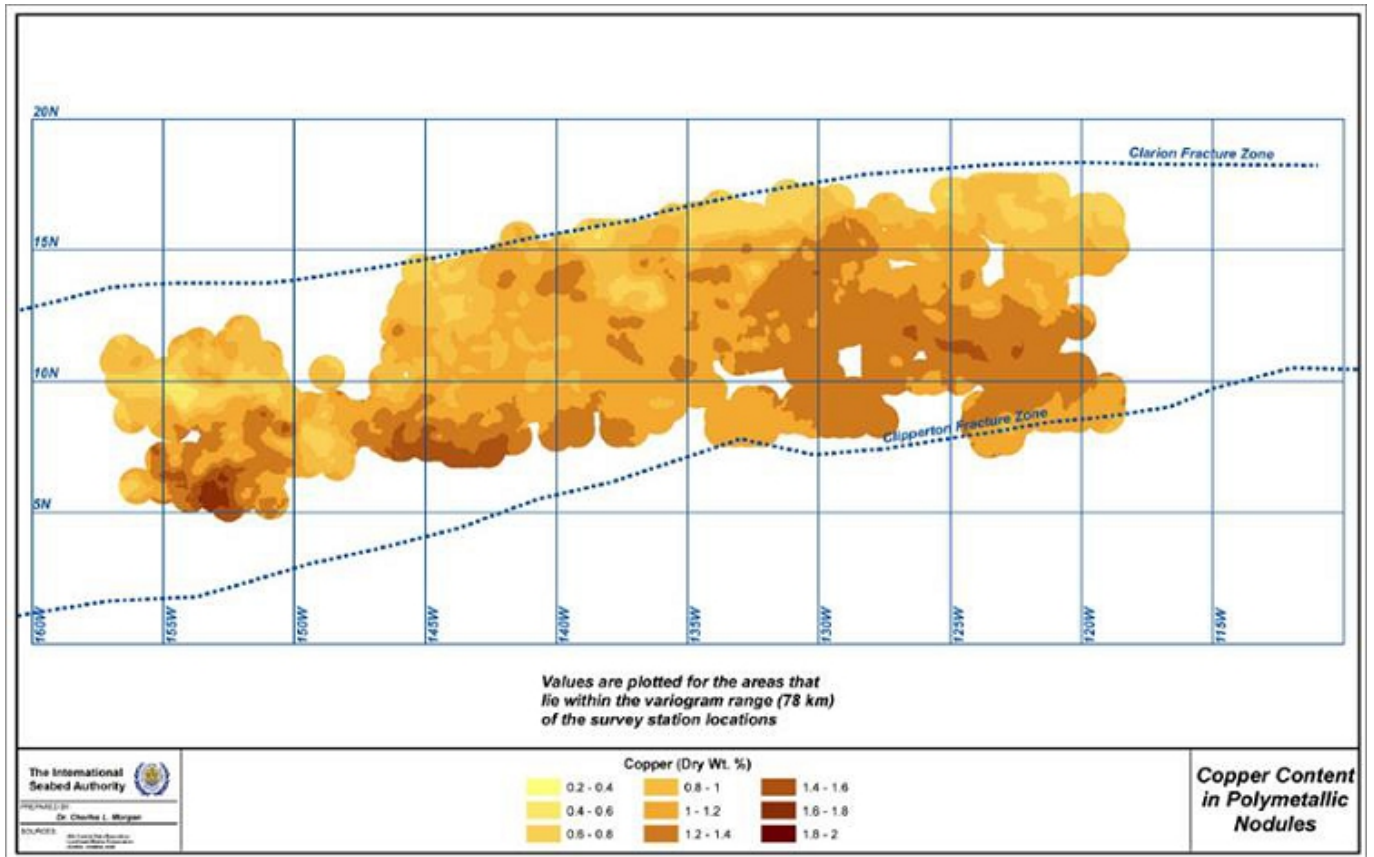 20N
Clarion Fracture Zone
15N
10N
Clipperton Fracture Zone
5N
160W
155W
150W
145W
140W
135W
130W
125W
120W
115W
Values are plotted for the areas that
lie within the variogram range (78 km)
of the survey station locations
The International
Seabed Authority
PREPARED BY:
Dr. Charles L. Morgan
SOURCES:
Copper (Dry Wt. %)
0.2 - 0.4
0.4 - 0.6
0.6 - 0.8
0.8 - 1
1 - 1.2
1.2 - 1.4
1.4 - 1.6
1.6 - 1.8
1.8 - 2
Copper Content
in Polymetallic
Nodules